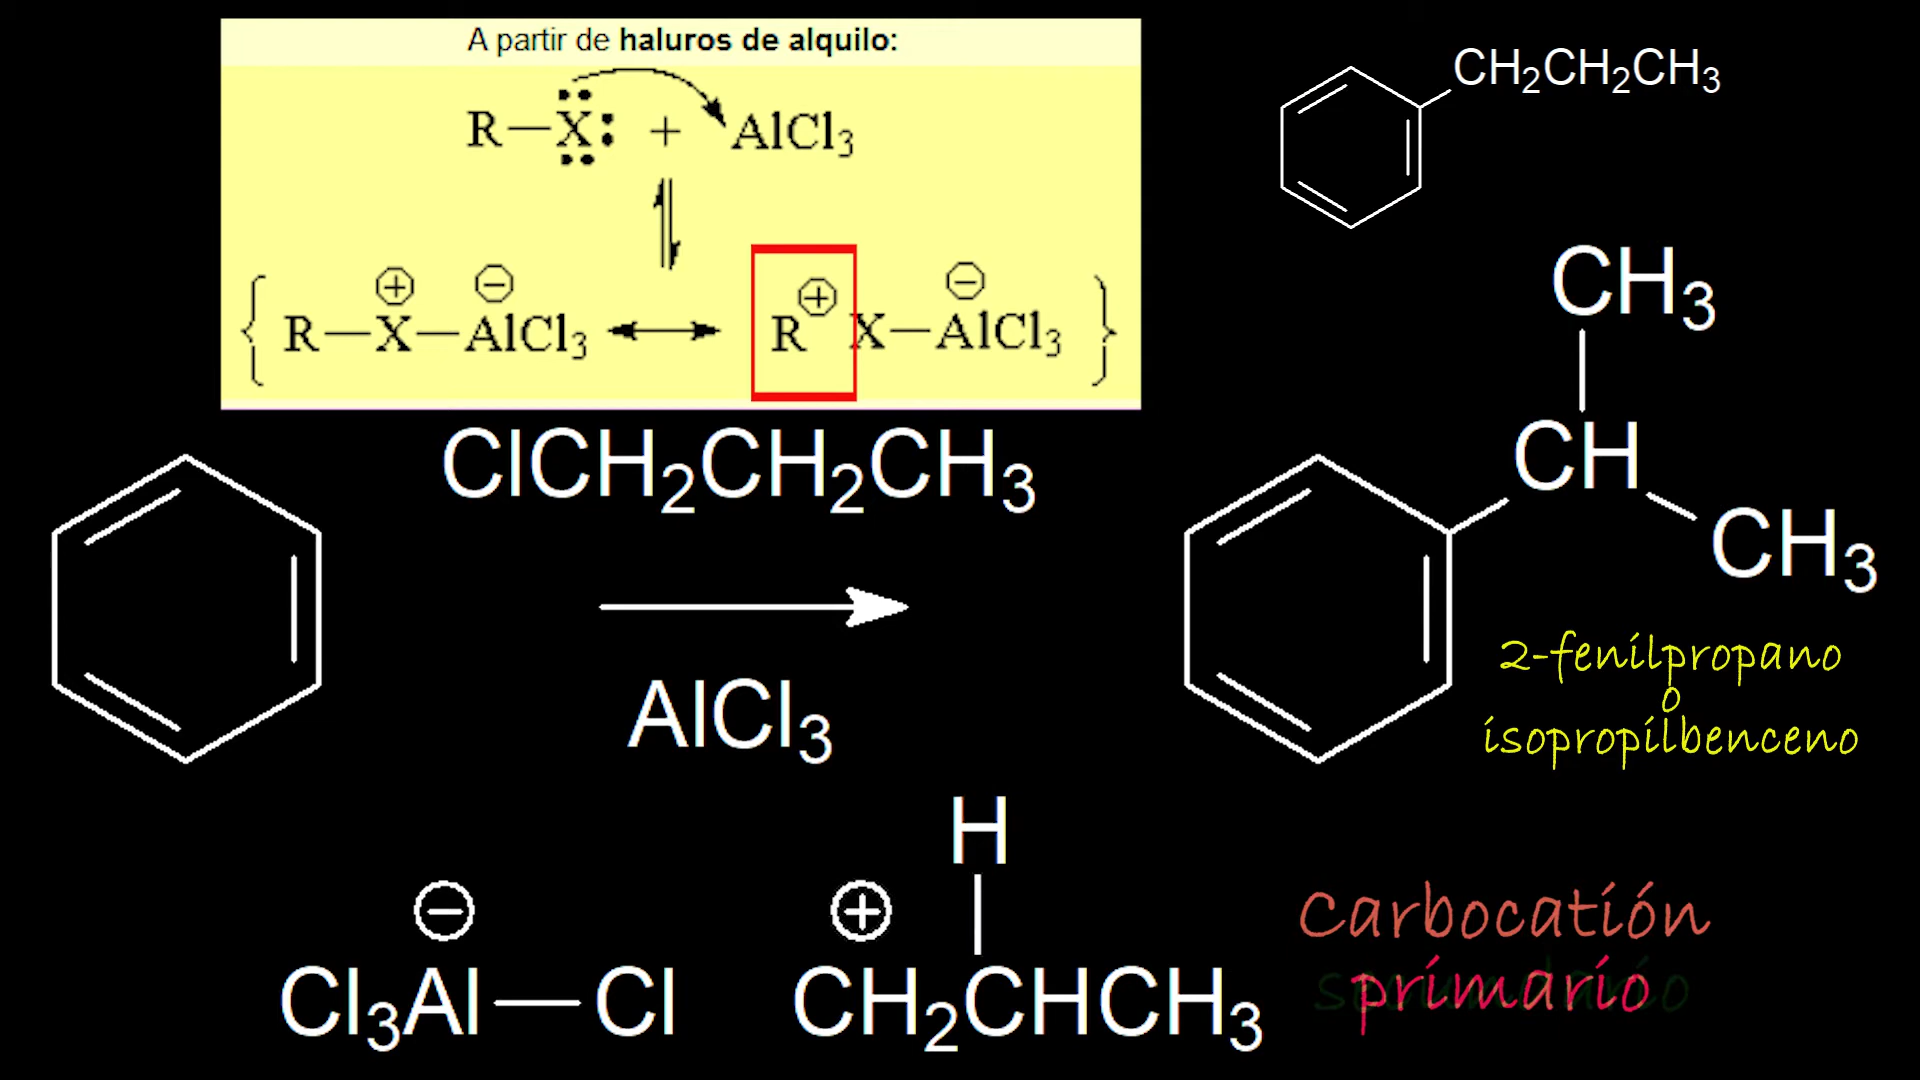 A partir de haluros de alquilo:
R—X: + AlCl3
{ R—X—AlCl3 ↔ R X—AlCl3 }
⊕ ⊖ ⊕ ⊖
CH2CH2CH3
CH3
CH
CH3
ClCH2CH2CH3
AlCl3
2-fenilpropano
o
isopropilbenceno
H
⊖ ⊕
Cl3Al—Cl CH2CHCH3
Carbocatión
primario
secundario